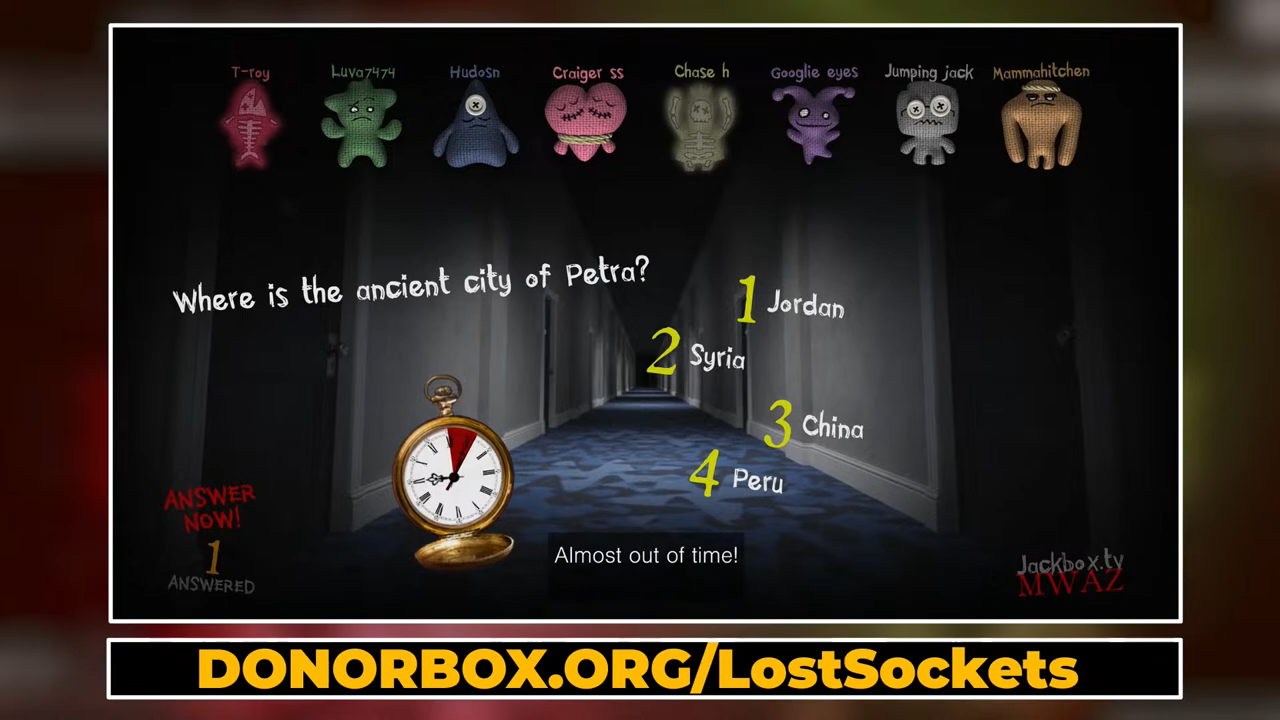 T-roy
Luva7474
Hudosn
Craiger ss
Chase h
Googlie eyes
Jumping jack
Mammahitchen
Where is the ancient city of Petra?
1 Jordan
2 Syria
3 China
4 Peru
ANSWER
NOW!
1
ANSWERED
Almost out of time!
Jackbox.tv
MWAZ
DONORBOX.ORG/LostSockets